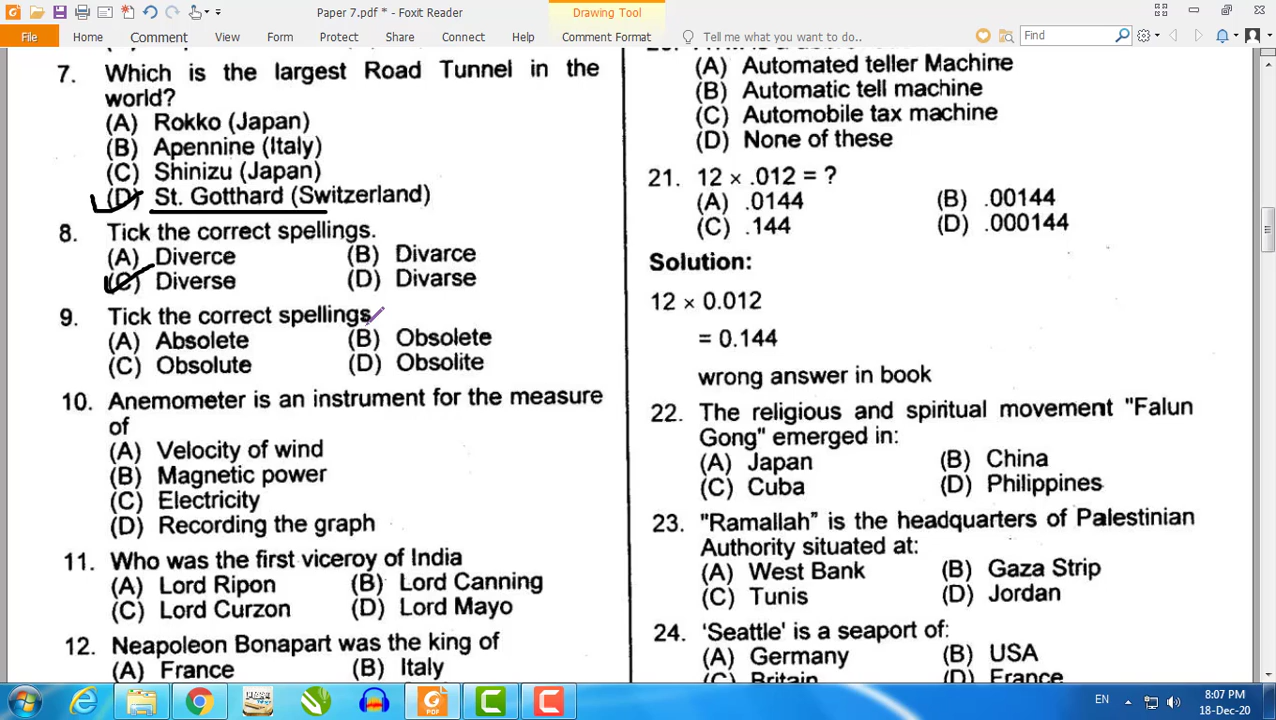 Paper 7.pdf * - Foxit Reader
Drawing Tool
File Home Comment View Form Protect Share Connect Help Comment Format Tell me what you want to do... Find
7. Which is the largest Road Tunnel in the
world?
(A) Rokko (Japan)
(B) Apennine (Italy)
(C) Shinizu (Japan)
(D) St. Gotthard (Switzerland)
8. Tick the correct spellings.
(A) Diverce (B) Divarce
(C) Diverse (D) Divarse
9. Tick the correct spellings
(A) Absolete (B) Obsolete
(C) Obsolute (D) Obsolite
10. Anemometer is an instrument for the measure
of
(A) Velocity of wind
(B) Magnetic power
(C) Electricity
(D) Recording the graph
11. Who was the first viceroy of India
(A) Lord Ripon (B) Lord Canning
(C) Lord Curzon (D) Lord Mayo
12. Neapoleon Bonapart was the king of
(A) France (B) Italy
(A) Automated teller Machine
(B) Automatic tell machine
(C) Automobile tax machine
(D) None of these
21. 12 × .012 = ?
(A) .0144 (B) .00144
(C) .144 (D) .000144
Solution:
12 × 0.012
= 0.144
wrong answer in book
22. The religious and spiritual movement "Falun
Gong" emerged in:
(A) Japan (B) China
(C) Cuba (D) Philippines
23. "Ramallah" is the headquarters of Palestinian
Authority situated at:
(A) West Bank (B) Gaza Strip
(C) Tunis (D) Jordan
24. 'Seattle' is a seaport of:
(A) Germany (B) USA
(C) Britain (D) France
EN 8:07 PM
18-Dec-20